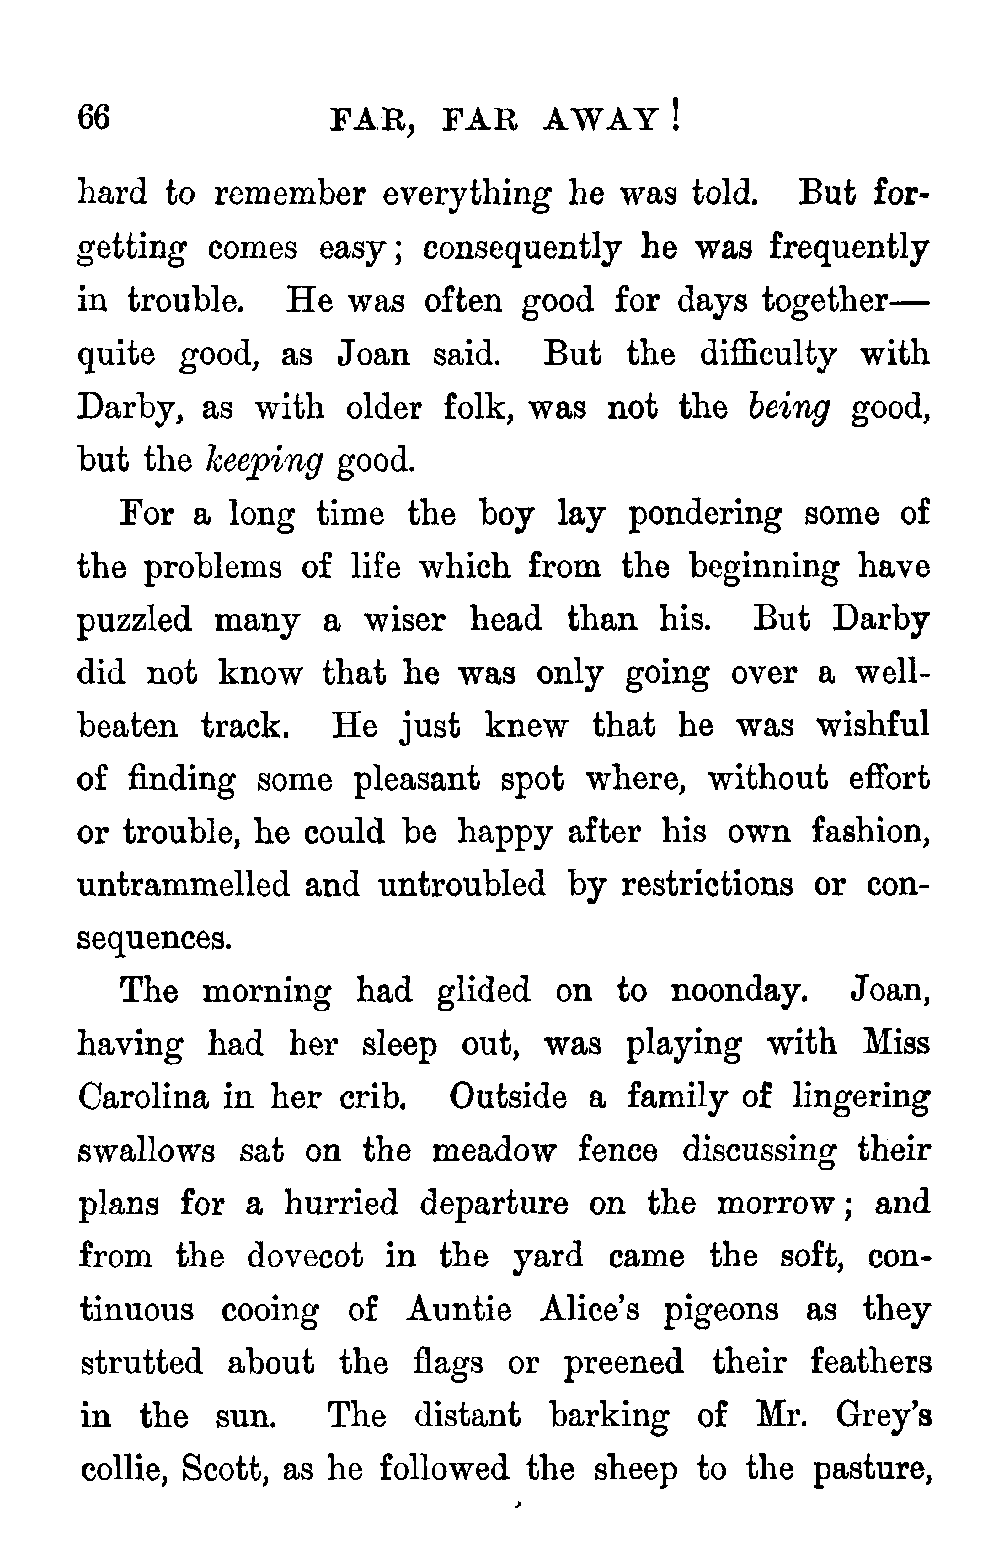 66 FAR, FAR AWAY!
hard to remember everything he was told. But for-
getting comes easy; consequently he was frequently
in trouble. He was often good for days together—
quite good, as Joan said. But the difficulty with
Darby, as with older folk, was not the being good,
but the keeping good.
For a long time the boy lay pondering some of
the problems of life which from the beginning have
puzzled many a wiser head than his. But Darby
did not know that he was only going over a well-
beaten track. He just knew that he was wishful
of finding some pleasant spot where, without effort
or trouble, he could be happy after his own fashion,
untrammelled and untroubled by restrictions or con-
sequences.
The morning had glided on to noonday. Joan,
having had her sleep out, was playing with Miss
Carolina in her crib. Outside a family of lingering
swallows sat on the meadow fence discussing their
plans for a hurried departure on the morrow; and
from the dovecot in the yard came the soft, con-
tinuous cooing of Auntie Alice's pigeons as they
strutted about the flags or preened their feathers
in the sun. The distant barking of Mr. Grey's
collie, Scott, as he followed the sheep to the pasture,